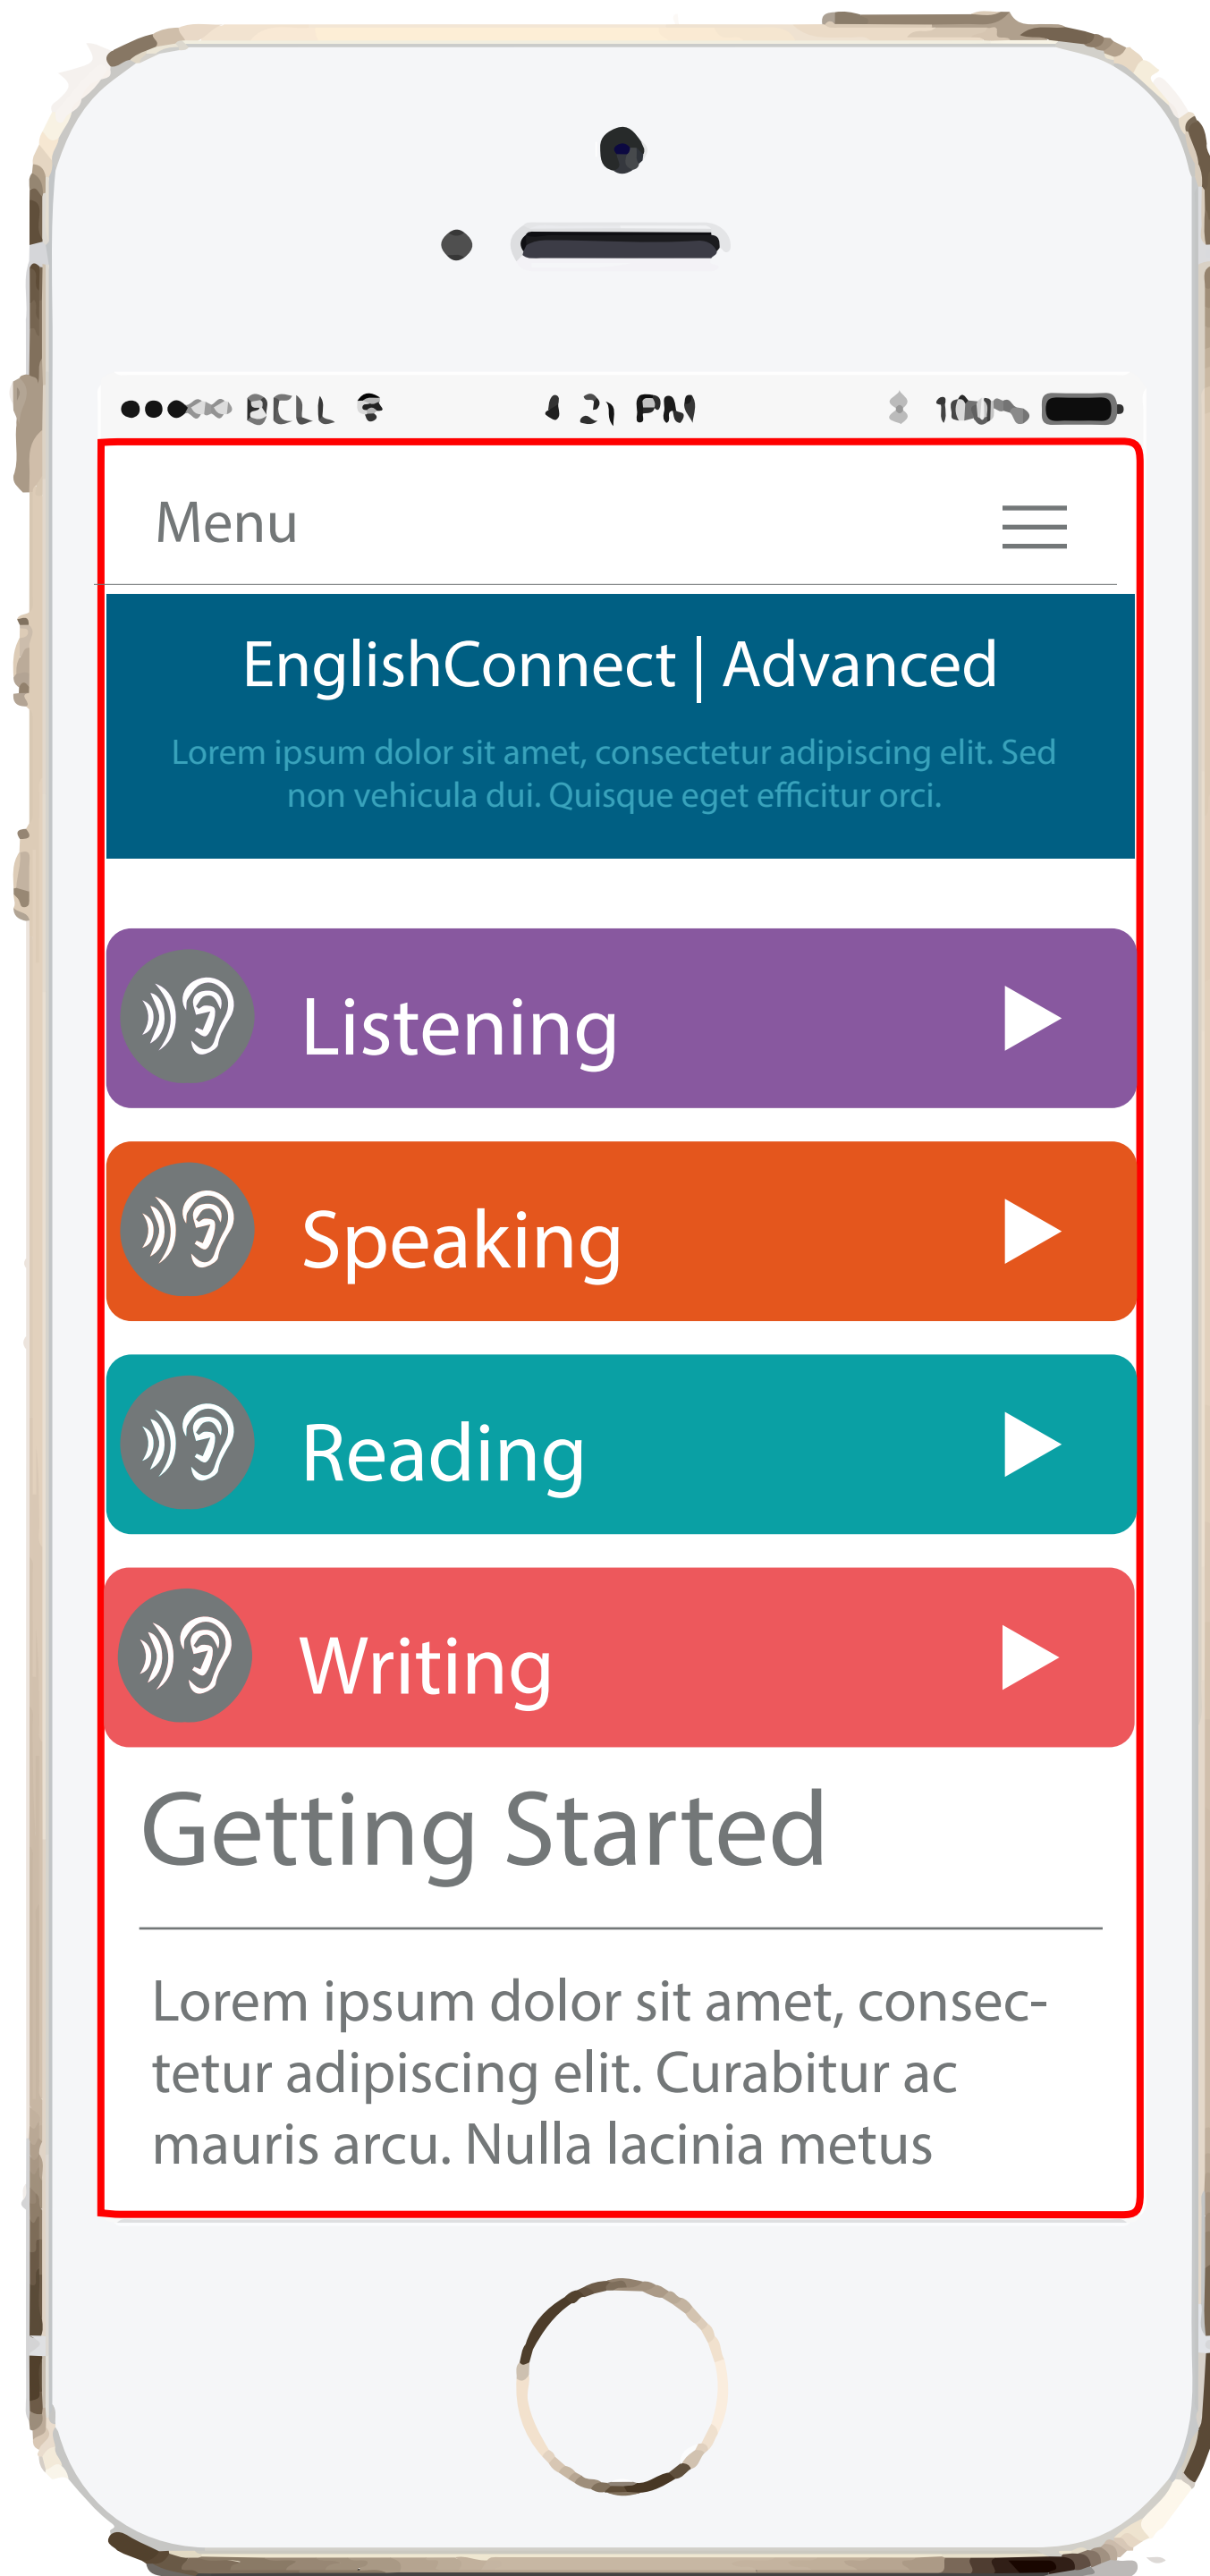 PM
Menu
EnglishConnect | Advanced
Lorem ipsum dolor sit amet, consectetur adipiscing elit. Sed
non vehicula dui. Quisque eget efficitur orci.
Listening
Speaking
Reading
Writing
Getting Started
Lorem ipsum dolor sit amet, consec-
tetur adipiscing elit. Curabitur ac
mauris arcu. Nulla lacinia metus